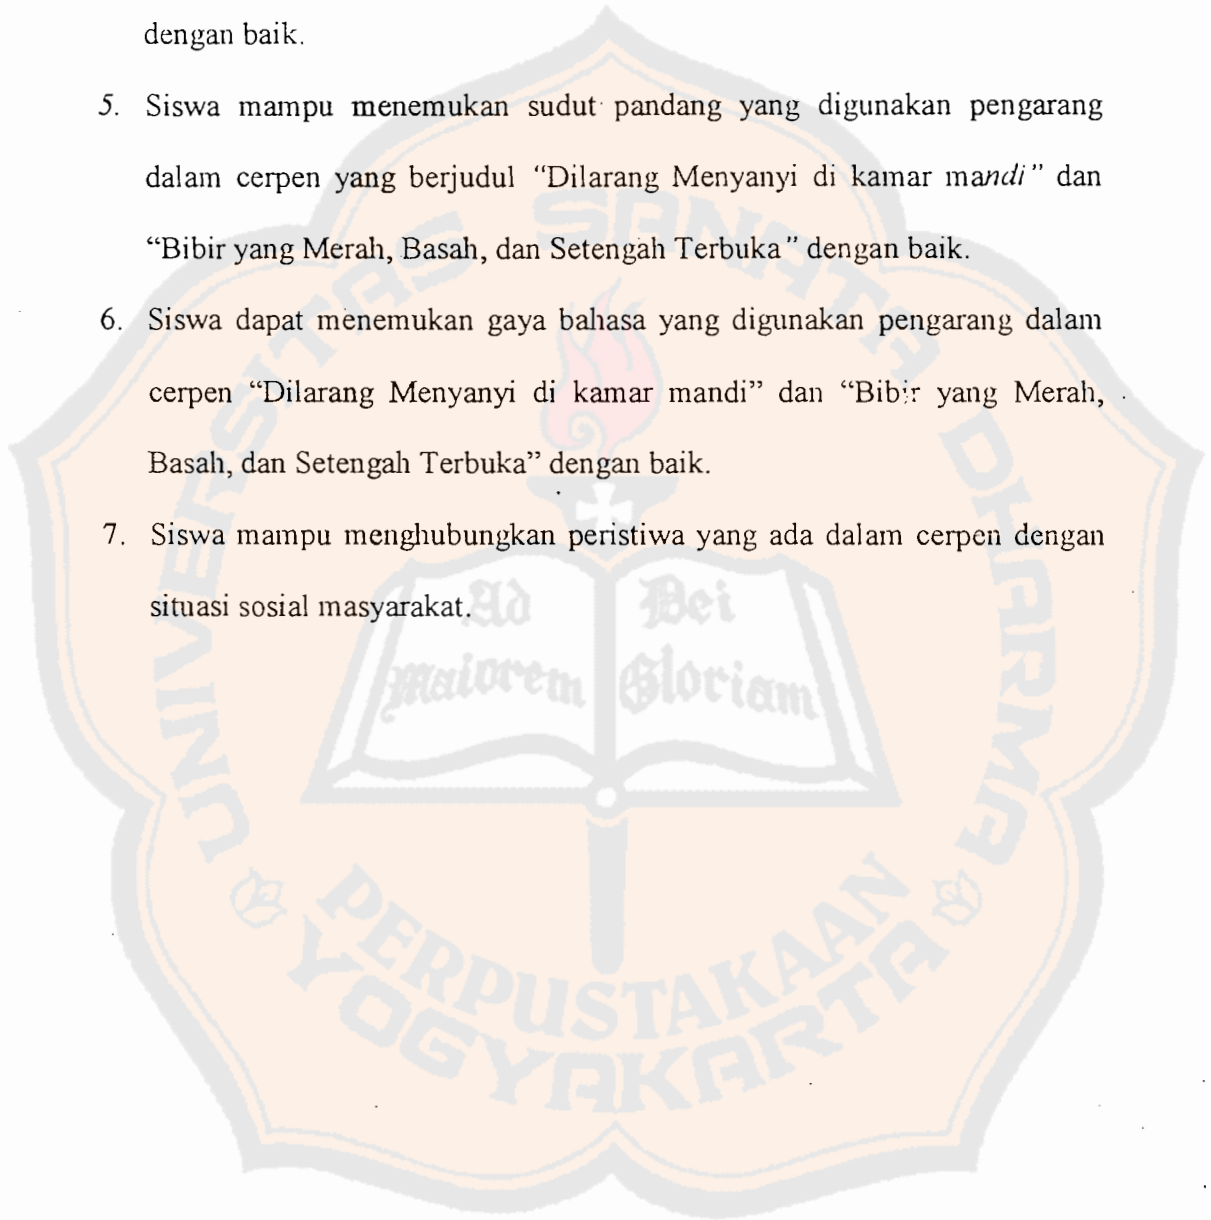 dengan baik.
5. Siswa mampu menemukan sudut pandang yang digunakan pengarang
dalam cerpen yang berjudul “Dilarang Menyanyi di kamar mandi” dan
“Bibir yang Merah, Basah, dan Setengah Terbuka” dengan baik.
6. Siswa dapat menemukan gaya bahasa yang digunakan pengarang dalam
cerpen “Dilarang Menyanyi di kamar mandi” dan “Bibir yang Merah,
Basah, dan Setengah Terbuka” dengan baik.
7. Siswa mampu menghubungkan peristiwa yang ada dalam cerpen dengan
situasi sosial masyarakat.
UNIVERSITAS SANATA DHARMA
Ad Dei
maiorem Gloriam
PERPUSTAKAAN
YOGYAKARTA